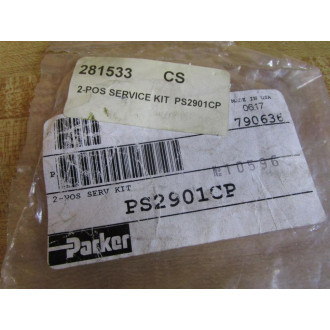 281533 CS
2-POS SERVICE KIT PS2901CP
MADE IN USA
0617
790636
P
N10596
2-POS SERV KIT
PS2901CP
Parker